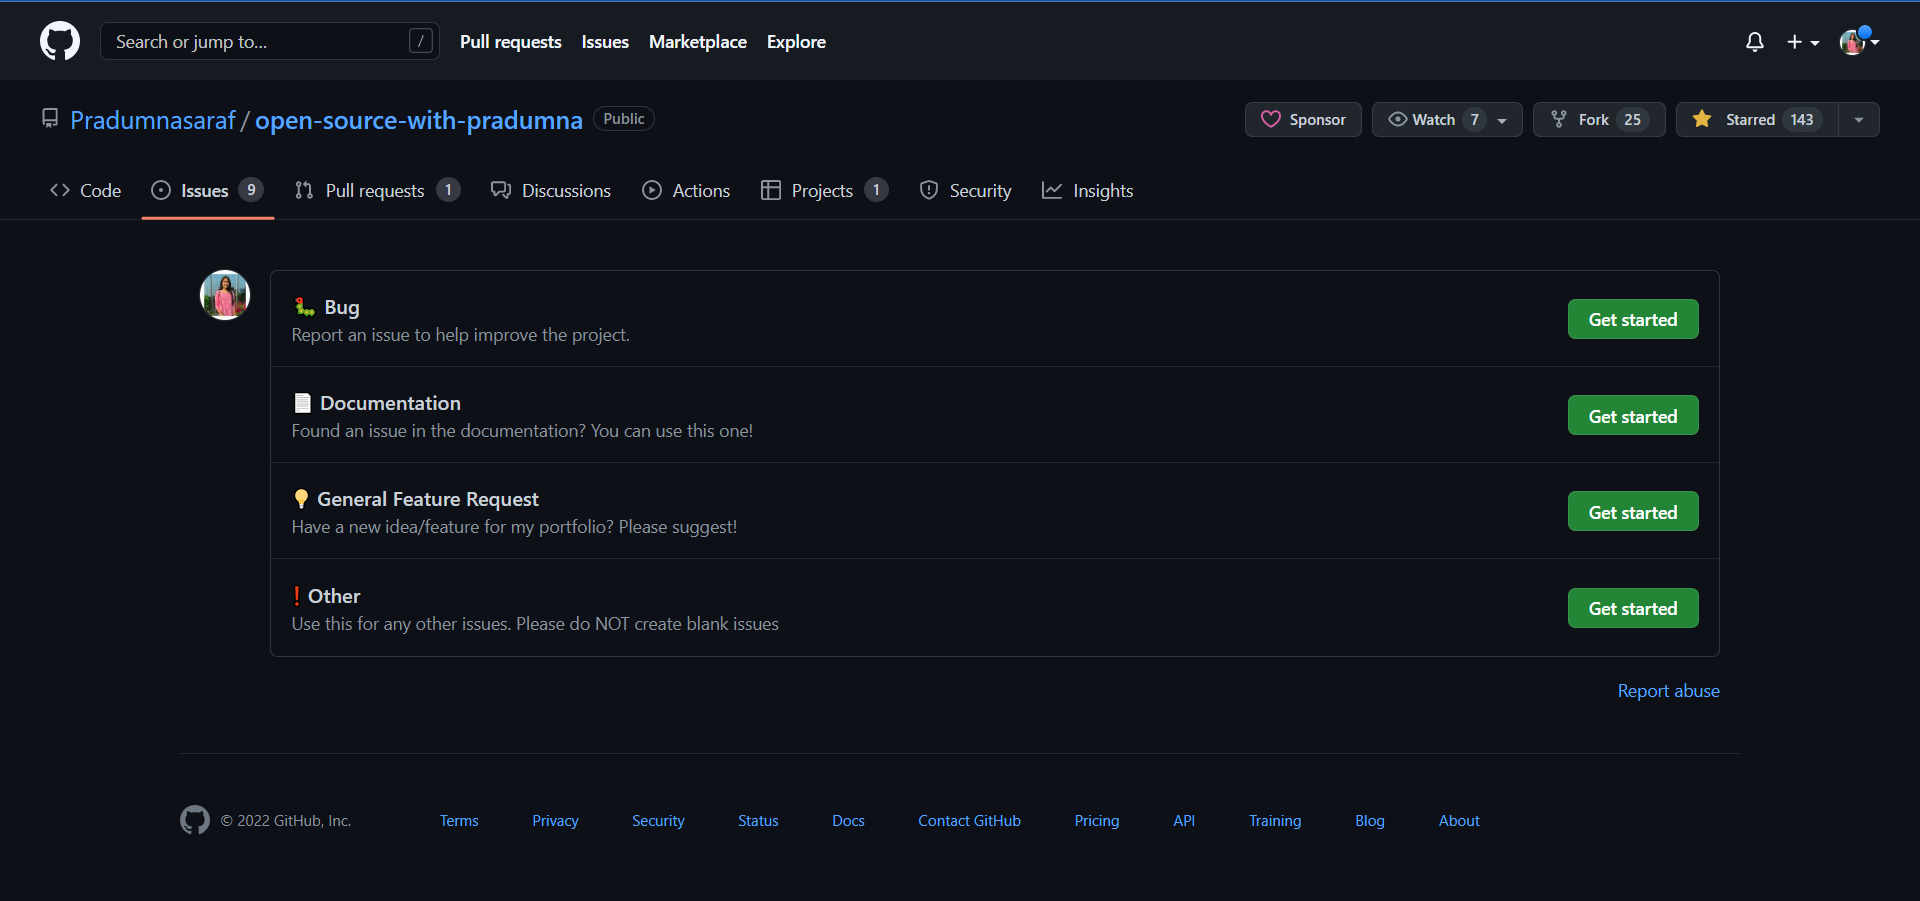 Search or jump to... /
Pull requests Issues Marketplace Explore
Pradumnasaraf / open-source-with-pradumna Public
Sponsor Watch 7 Fork 25 Starred 143
Code Issues 9 Pull requests 1 Discussions Actions Projects 1 Security Insights
Bug
Report an issue to help improve the project.
Get started
Documentation
Found an issue in the documentation? You can use this one!
Get started
General Feature Request
Have a new idea/feature for my portfolio? Please suggest!
Get started
Other
Use this for any other issues. Please do NOT create blank issues
Get started
Report abuse
© 2022 GitHub, Inc. Terms Privacy Security Status Docs Contact GitHub Pricing API Training Blog About